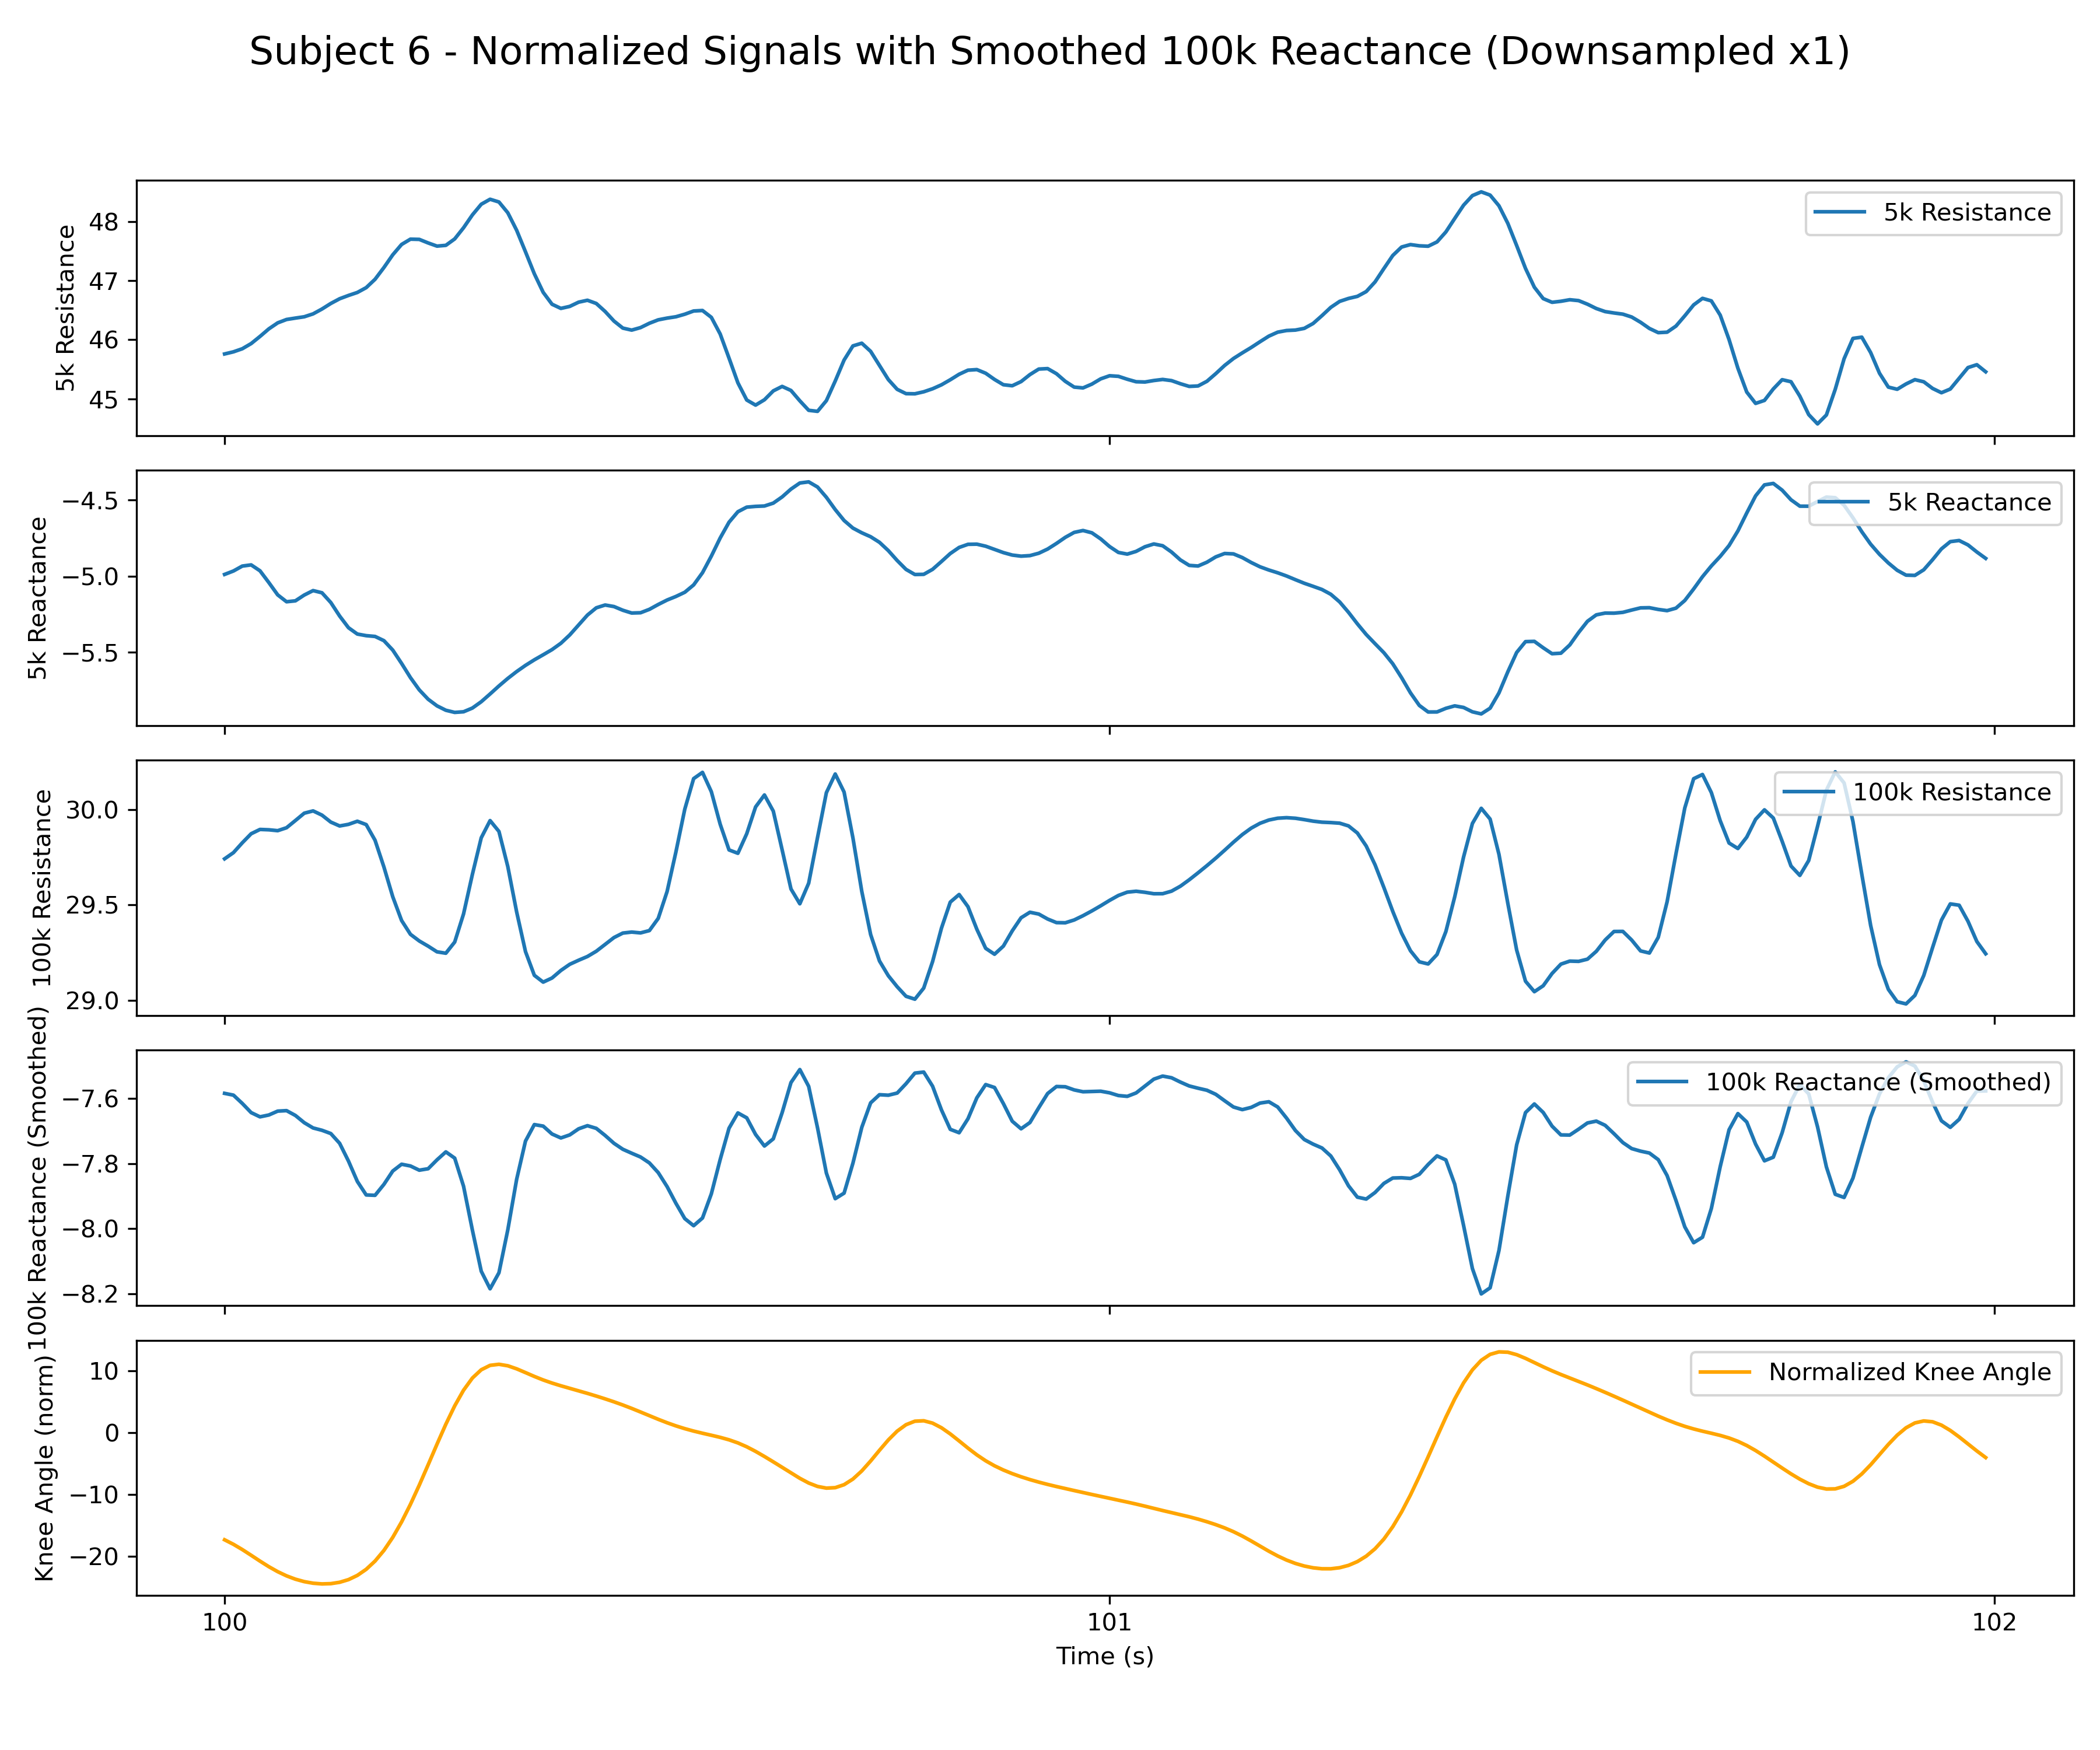 Subject 6 - Normalized Signals with Smoothed 100k Reactance (Downsampled x1)
5k Resistance
48
47
46
45
5k Resistance
5k Reactance
−4.5
−5.0
−5.5
5k Reactance
100k Resistance
30.0
29.5
29.0
100k Resistance
100k Reactance (Smoothed)
−7.6
−7.8
−8.0
−8.2
100k Reactance (Smoothed)
Knee Angle (norm)
10
0
−10
−20
Normalized Knee Angle
100 101 102
Time (s)